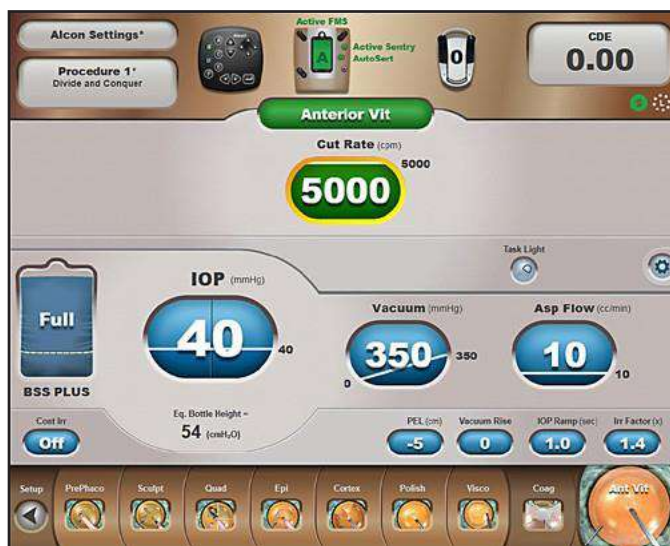 Alcon Settings*
Procedure 1*
Divide and Conquer
Active FMS
A
Active Sentry
AutoSert
0
CDE
0.00
Anterior Vit
Cut Rate (cpm)
5000
5000
Task Light
Full
BSS PLUS
IOP (mmHg)
40
40
Eq. Bottle Height =
54 (cmH₂O)
Vacuum (mmHg)
350
0
350
Asp Flow (cc/min)
10
10
Cont Irr
Off
PEL (cm)
-5
Vacuum Rise
0
IOP Ramp (sec)
1.0
Irr Factor (x)
1.4
Setup
PrePhaco
Sculpt
Quad
Epi
Cortex
Polish
Visco
Coag
Ant Vit